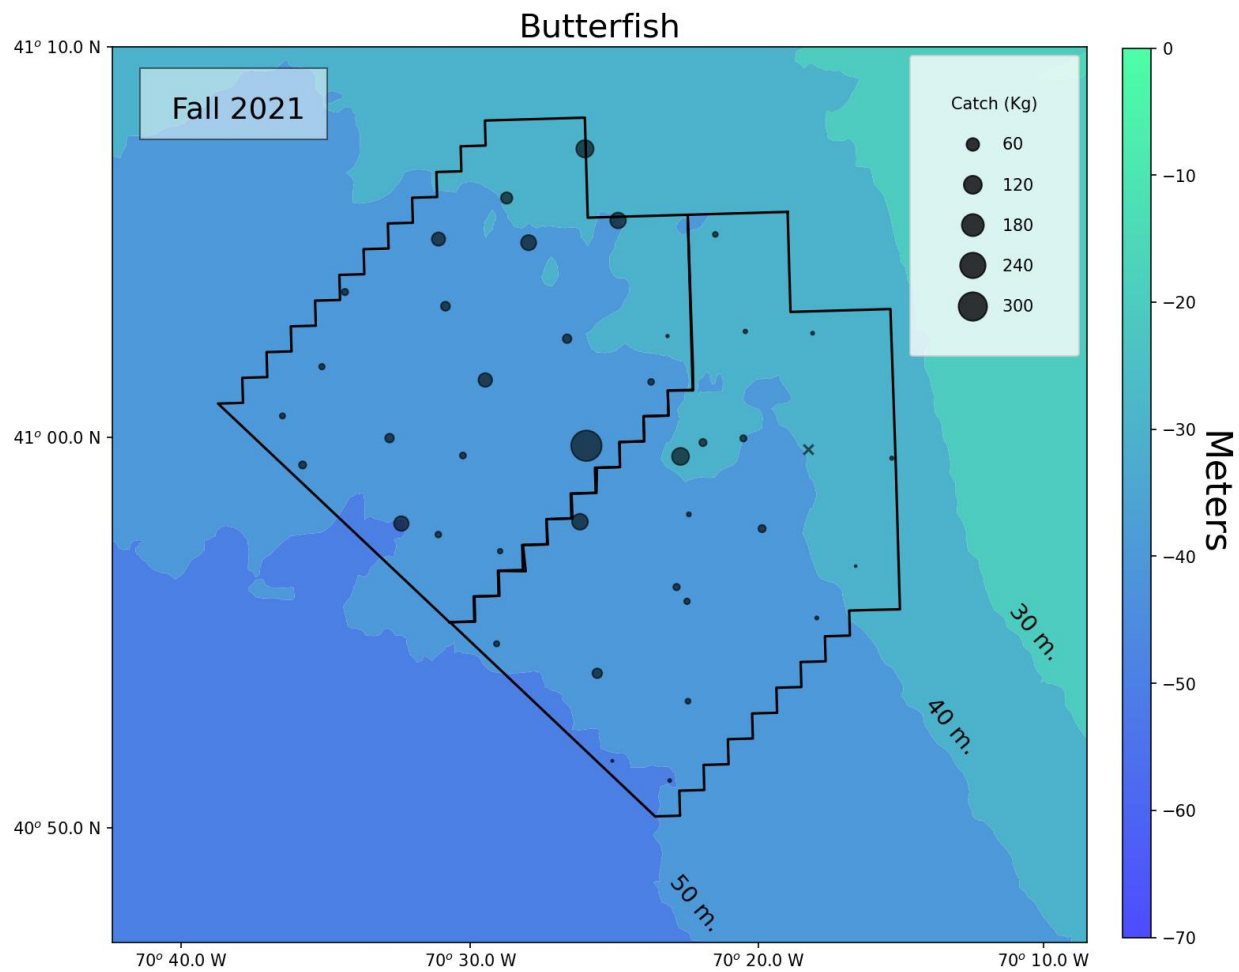 Butterfish
41° 10.0 N
Fall 2021
Catch (Kg)
60
120
180
240
300
41° 00.0 N
40° 50.0 N
30 m.
40 m.
50 m.
70° 40.0 W
70° 30.0 W
70° 20.0 W
70° 10.0 W
0
−10
−20
−30
−40
−50
−60
−70
Meters